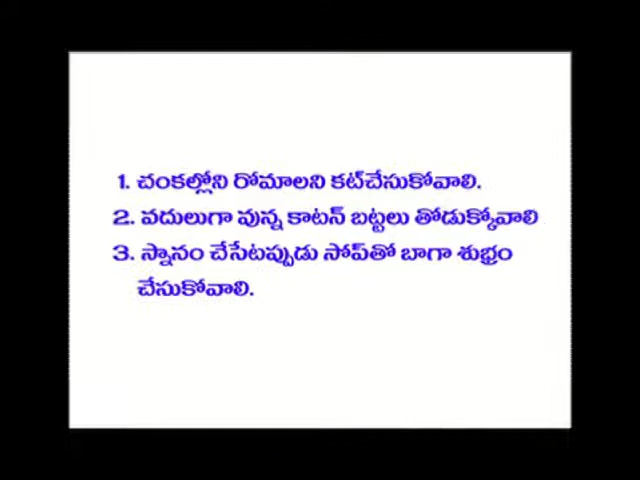 1. చంకల్లోని రోమాలని కట్‌చేసుకోవాలి.
2. వదులుగా వున్న కాటన్ బట్టలు తోడుక్కోవాలి
3. స్నానం చేసేటప్పుడు సోప్‌తో బాగా శుభ్రం
చేసుకోవాలి.